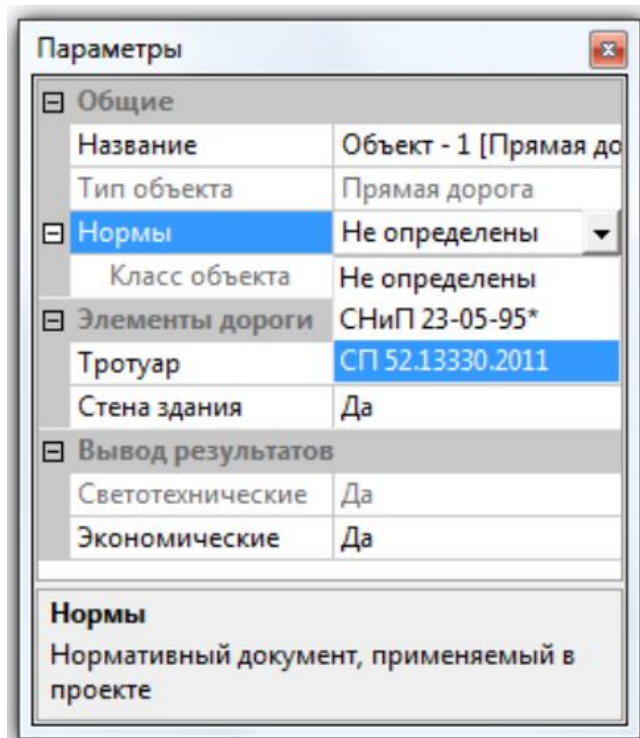 Параметры
Общие
Название Объект - 1 [Прямая до
Тип объекта Прямая дорога
Нормы Не определены
Класс объекта Не определены
Элементы дороги СНиП 23-05-95*
Тротуар СП 52.13330.2011
Стена здания Да
Вывод результатов
Светотехнические Да
Экономические Да
Нормы
Нормативный документ, применяемый в
проекте